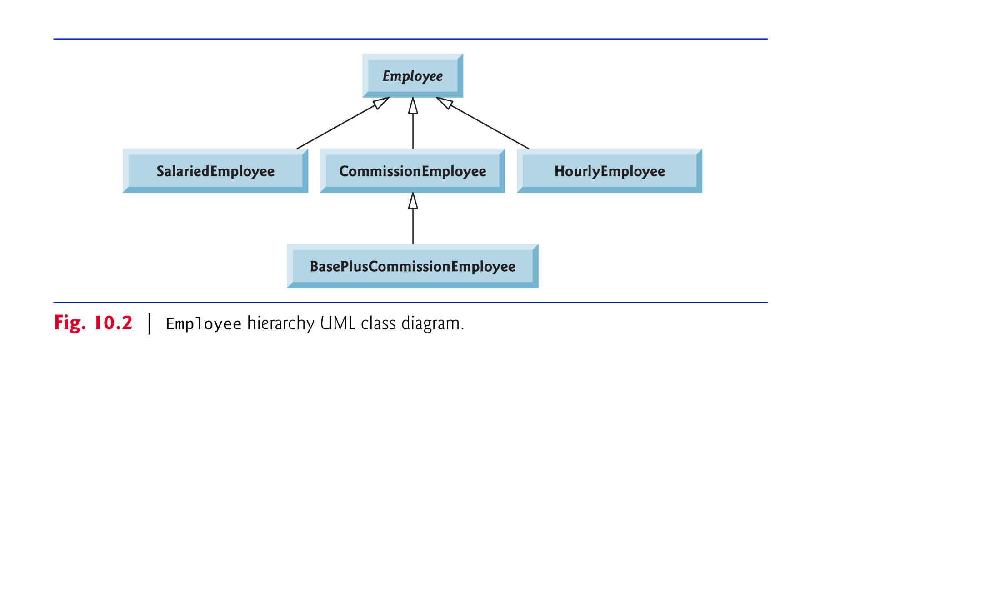 Employee
SalariedEmployee CommissionEmployee HourlyEmployee
BasePlusCommissionEmployee
Fig. 10.2 | Employee hierarchy UML class diagram.